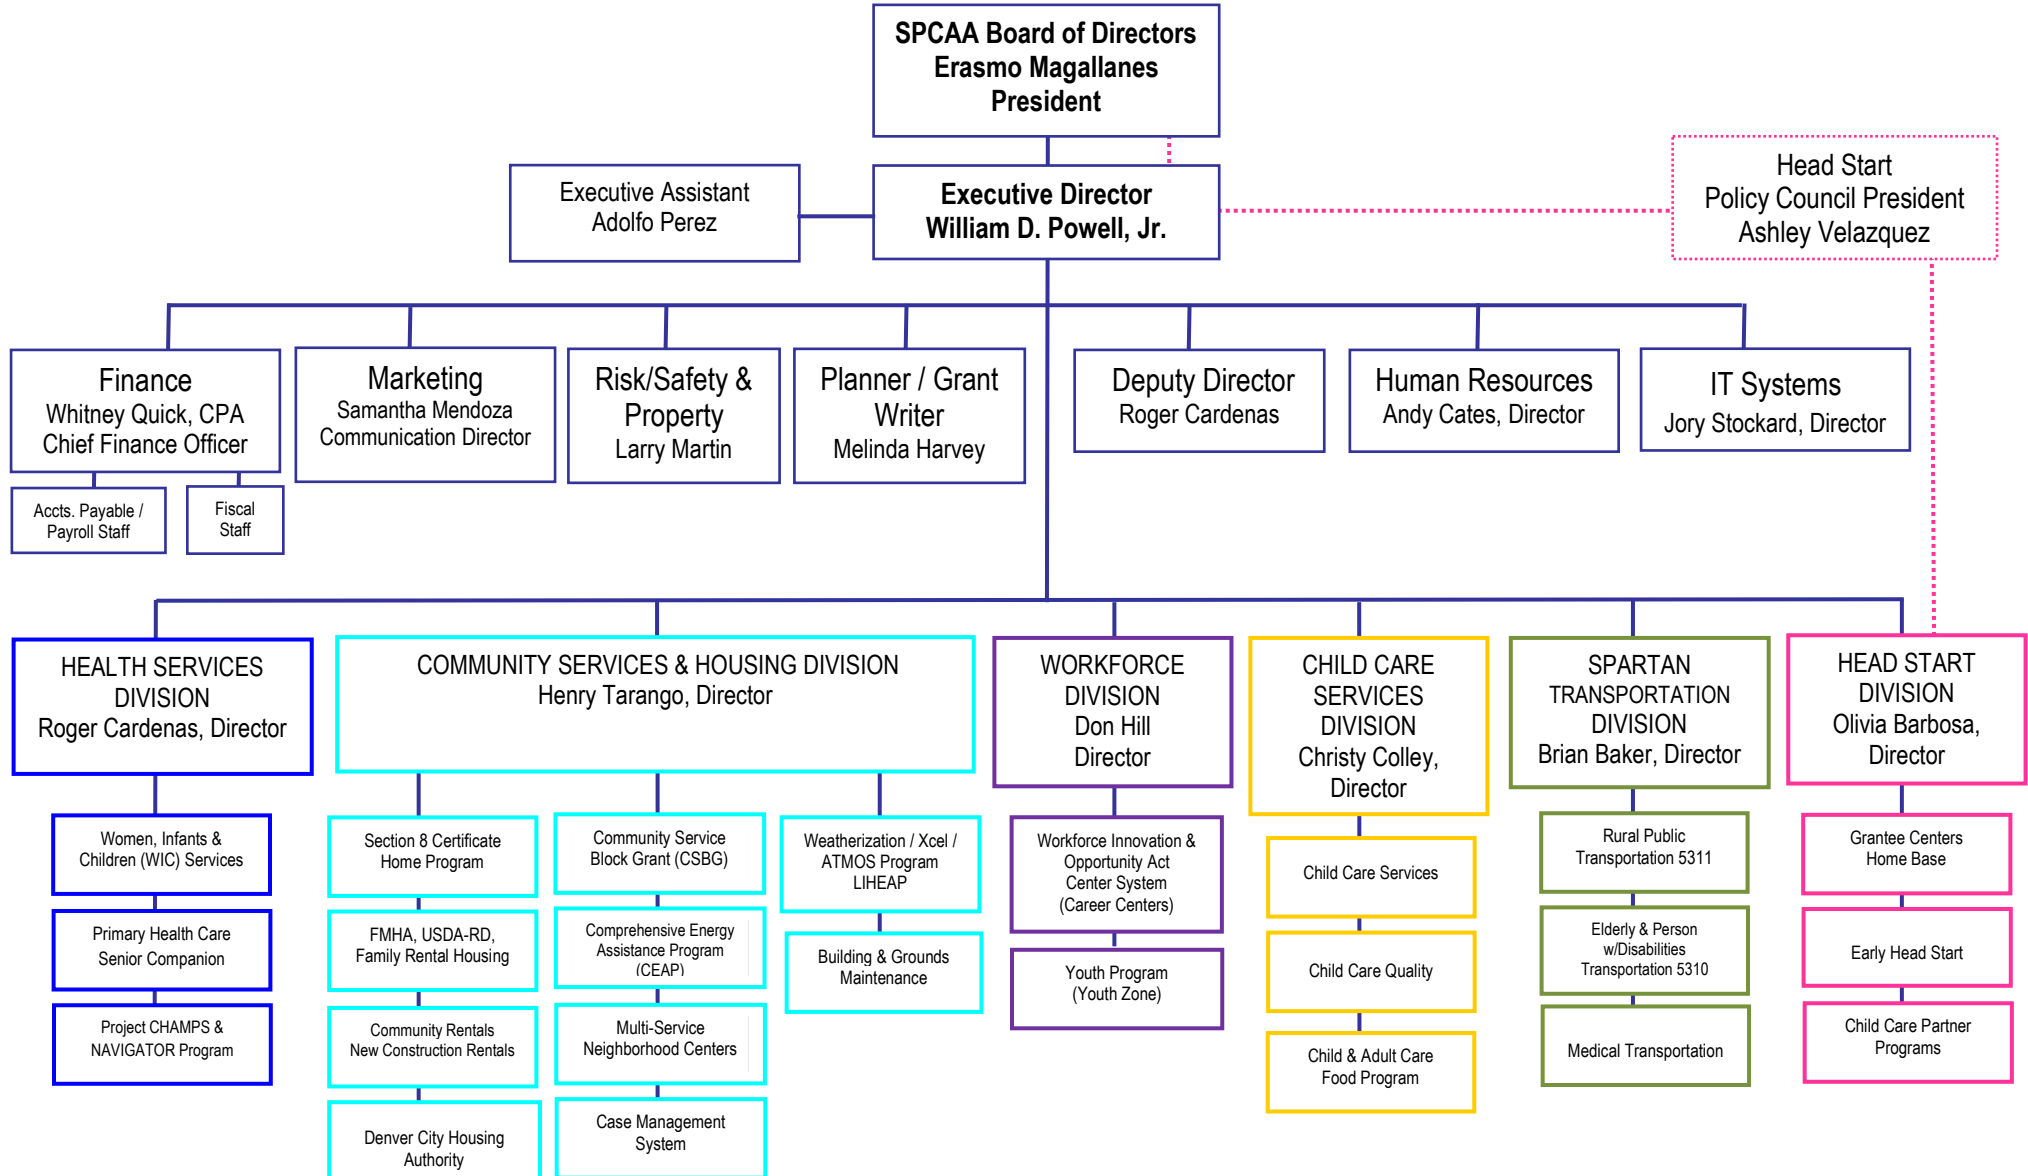 SPCAA Board of Directors
Erasmo Magallanes
President
Executive Assistant
Adolfo Perez
Executive Director
William D. Powell, Jr.
Head Start
Policy Council President
Ashley Velazquez
Finance
Whitney Quick, CPA
Chief Finance Officer
Marketing
Samantha Mendoza
Communication Director
Risk/Safety &
Property
Larry Martin
Planner / Grant
Writer
Melinda Harvey
Deputy Director
Roger Cardenas
Human Resources
Andy Cates, Director
IT Systems
Jory Stockard, Director
Accts. Payable /
Payroll Staff
Fiscal
Staff
HEALTH SERVICES
DIVISION
Roger Cardenas, Director
COMMUNITY SERVICES & HOUSING DIVISION
Henry Tarango, Director
WORKFORCE
DIVISION
Don Hill
Director
CHILD CARE
SERVICES
DIVISION
Christy Colley,
Director
SPARTAN
TRANSPORTATION
DIVISION
Brian Baker, Director
HEAD START
DIVISION
Olivia Barbosa,
Director
Women, Infants &
Children (WIC) Services
Primary Health Care
Senior Companion
Project CHAMPS &
NAVIGATOR Program
Section 8 Certificate
Home Program
FMHA, USDA-RD,
Family Rental Housing
Community Rentals
New Construction Rentals
Denver City Housing
Authority
Community Service
Block Grant (CSBG)
Comprehensive Energy
Assistance Program
(CEAP)
Multi-Service
Neighborhood Centers
Case Management
System
Weatherization / Xcel /
ATMOS Program
LIHEAP
Building & Grounds
Maintenance
Workforce Innovation &
Opportunity Act
Center System
(Career Centers)
Youth Program
(Youth Zone)
Child Care Services
Child Care Quality
Child & Adult Care
Food Program
Rural Public
Transportation 5311
Elderly & Person
w/Disabilities
Transportation 5310
Medical Transportation
Grantee Centers
Home Base
Early Head Start
Child Care Partner
Programs